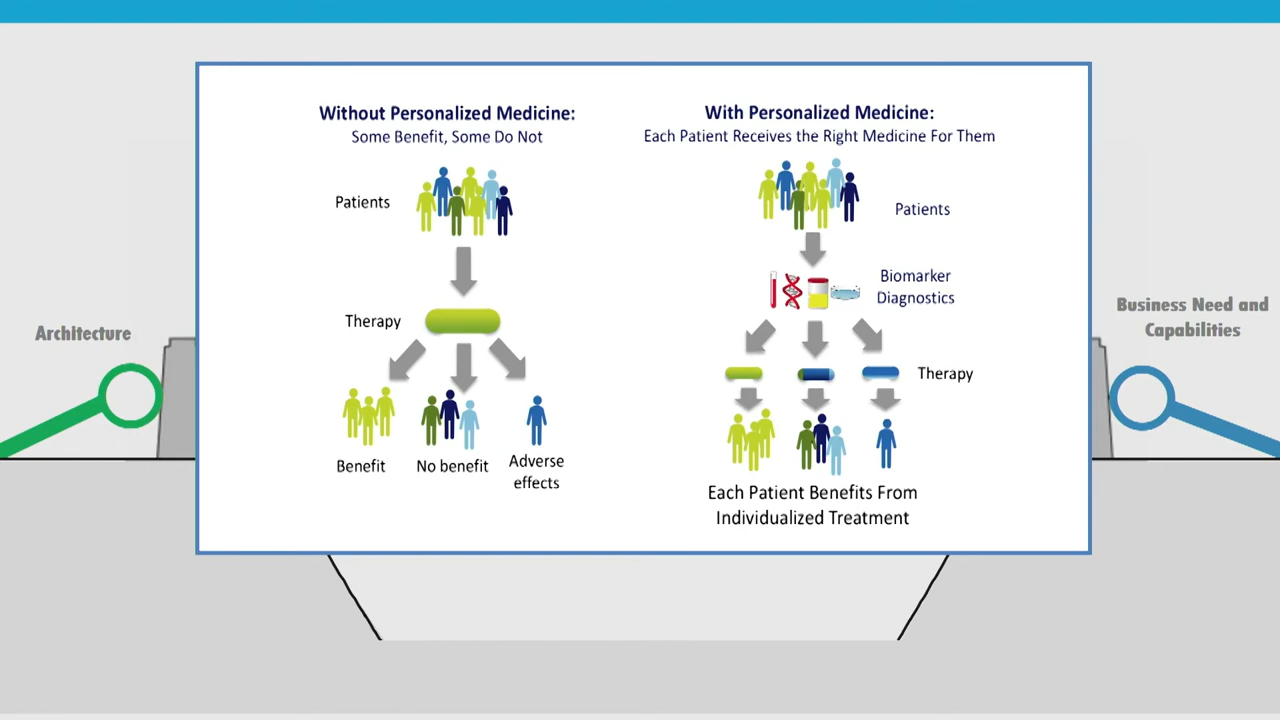 Without Personalized Medicine:
Some Benefit, Some Do Not
Patients
Therapy
Benefit
No benefit
Adverse
effects
With Personalized Medicine:
Each Patient Receives the Right Medicine For Them
Patients
Biomarker
Diagnostics
Therapy
Each Patient Benefits From
Individualized Treatment
Architecture
Business Need and
Capabilities